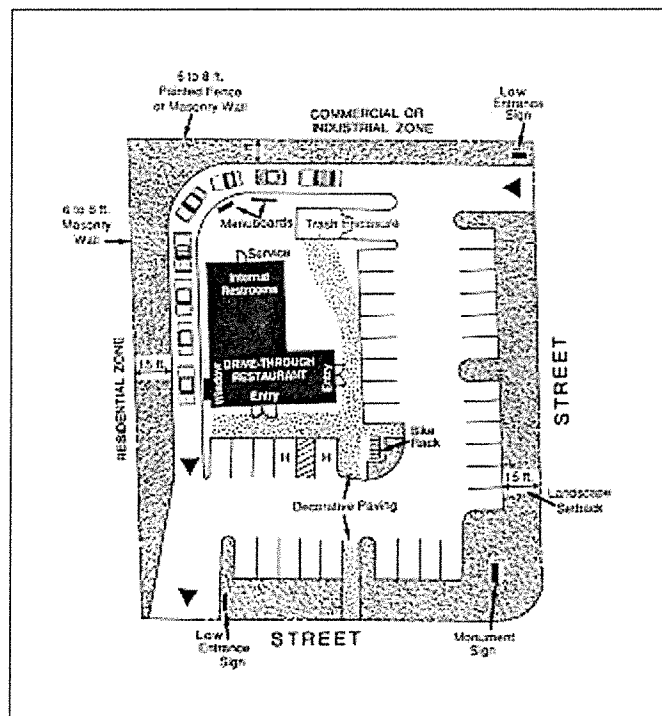 6 to 8 ft.
Painted Fence
or Masonry Wall
COMMERCIAL OR
INDUSTRIAL ZONE
Low
Entrance
Sign
Menuboards
Trash Enclosure
6 to 8 ft.
Masonry
Wall
Service
Internal
Restrooms
RESIDENTIAL ZONE
15 ft.
Window
DRIVE-THROUGH
RESTAURANT
Entry
Entry
STREET
Bike
Rack
H
H
15 ft.
Landscape
Setback
Decorative Paving
Low
Entrance
Sign
STREET
Monument
Sign